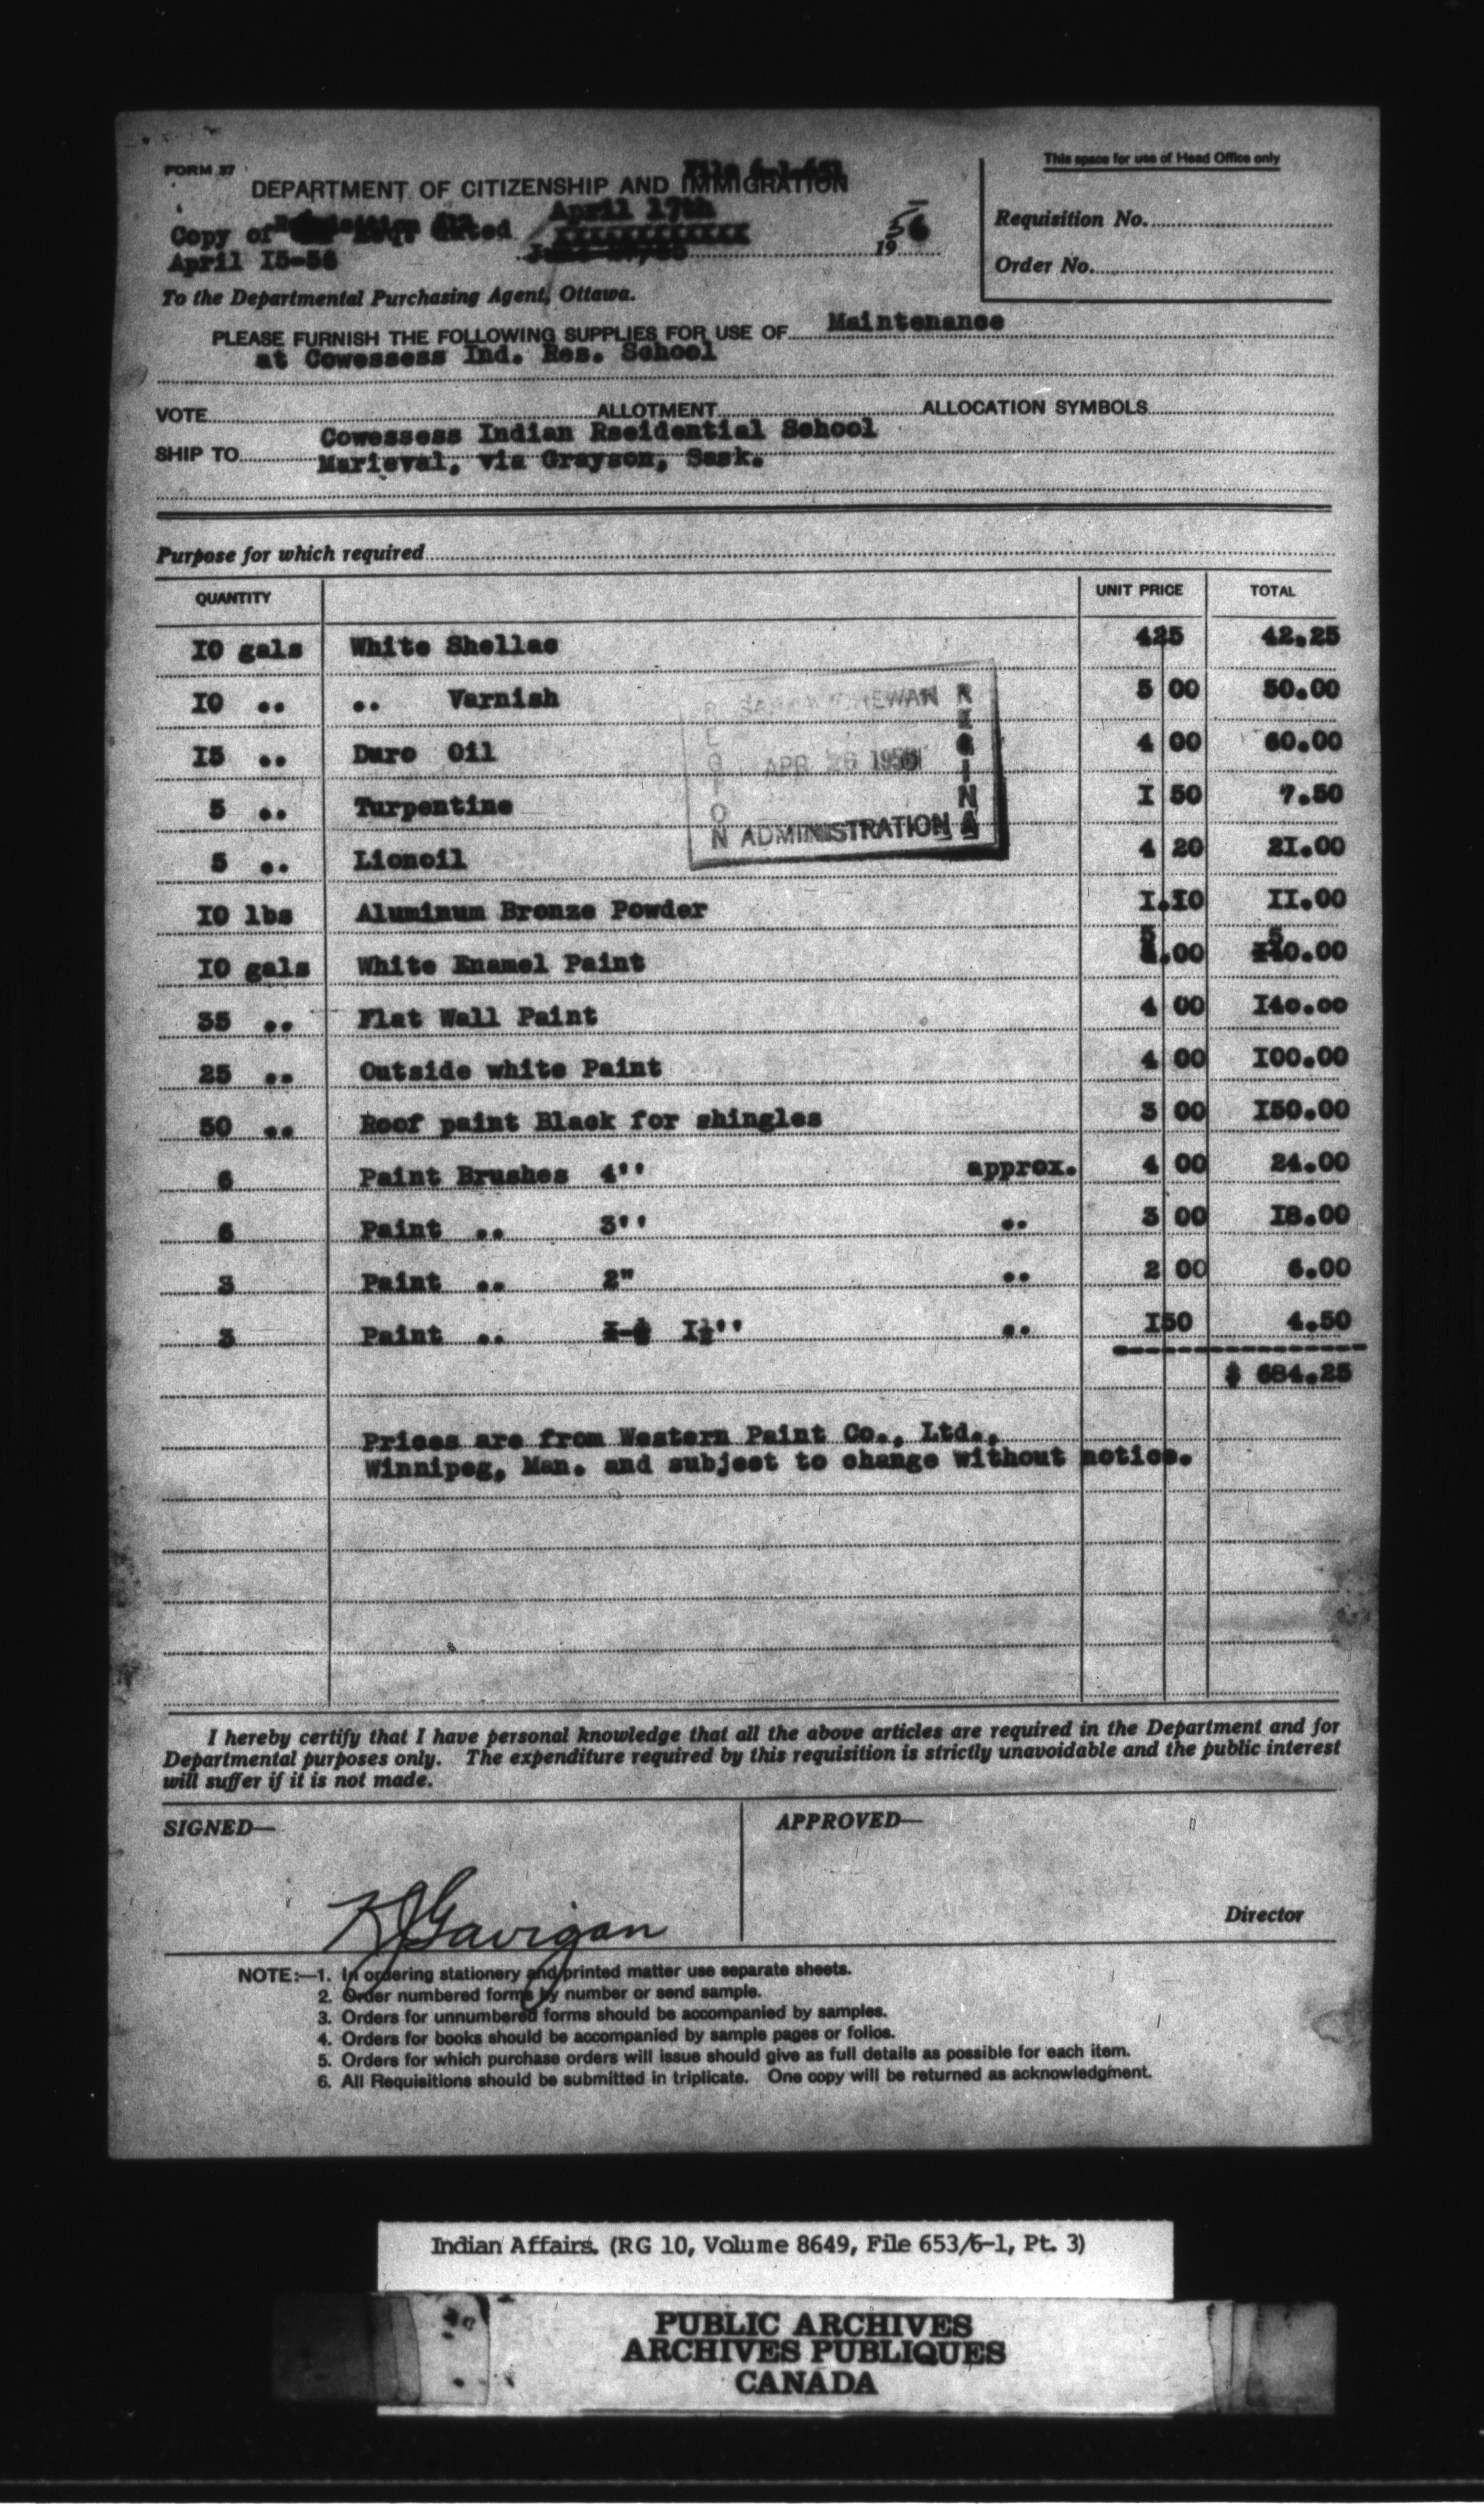 FORM 37
DEPARTMENT OF CITIZENSHIP AND IMMIGRATION
This space for use of Head Office only
April 17th
Copy of dated
1956
Requisition No.
April 15-56
Order No.
To the Departmental Purchasing Agent, Ottawa.
PLEASE FURNISH THE FOLLOWING SUPPLIES FOR USE OF Maintenance
at Cowessess Ind. Res. School
VOTE ALLOTMENT ALLOCATION SYMBOLS
Cowessess Indian Rseidential School
SHIP TO Marieval, via Grayson, Sask.
Purpose for which required
QUANTITY UNIT PRICE TOTAL
10 gals White Shellac 425 42.25
10 .. .. Varnish 5 00 50.00
15 .. Duro Oil 4 00 60.00
5 .. Turpentine 1 50 7.50
5 .. Lionoil 4 20 21.00
10 lbs Aluminum Bronze Powder 1.10 11.00
10 gals White Enamel Paint 5.00 50.00
35 .. Flat Wall Paint 4 00 140.00
25 .. Outside white Paint 4 00 100.00
50 .. Roof paint Black for shingles 3 00 150.00
6 Paint Brushes 4'' approx. 4 00 24.00
6 Paint .. 3'' .. 3 00 18.00
3 Paint .. 2" .. 2 00 6.00
3 Paint .. 1½'' .. 150 4.50
$ 684.25
REGION
SASKATCHEWAN
REGINA
APR 26 1956
ADMINISTRATION
Prices are from Western Paint Co., Ltd.,
Winnipeg, Man. and subject to change without notice.
I hereby certify that I have personal knowledge that all the above articles are required in the Department and for
Departmental purposes only. The expenditure required by this requisition is strictly unavoidable and the public interest
will suffer if it is not made.
SIGNED— APPROVED—
KJGavigan
Director
NOTE:—1. In ordering stationery and printed matter use separate sheets.
2. Order numbered forms by number or send sample.
3. Orders for unnumbered forms should be accompanied by samples.
4. Orders for books should be accompanied by sample pages or folios.
5. Orders for which purchase orders will issue should give as full details as possible for each item.
6. All Requisitions should be submitted in triplicate. One copy will be returned as acknowledgment.
Indian Affairs. (RG 10, Volume 8649, File 653/6-1, Pt. 3)
PUBLIC ARCHIVES
ARCHIVES PUBLIQUES
CANADA